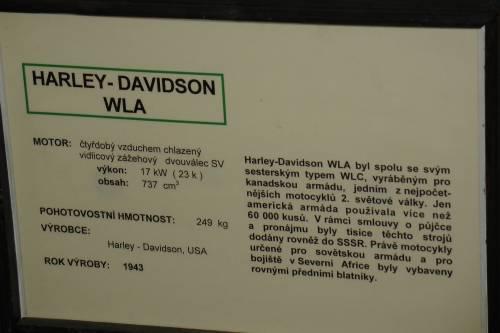 HARLEY- DAVIDSON
WLA
MOTOR: čtyřdobý vzduchem chlazený
vidlicový zážehový dvouválec SV
výkon: 17 kW ( 23 k )
obsah: 737 cm³
POHOTOVOSTNÍ HMOTNOST: 249 kg
VÝROBCE:
Harley - Davidson, USA
ROK VÝROBY: 1943
Harley-Davidson WLA byl spolu se svým
sesterským typem WLC, vyráběným pro
kanadskou armádu, jedním z nejpočet-
nějších motocyklů 2. světové války. Jen
americká armáda používala více než
60 000 kusů. V rámci smlouvy o půjčce
a pronájmu byly tisíce těchto strojů
dodány rovněž do SSSR. Právě motocykly
určené pro sovětskou armádu a pro
bojiště v Severní Africe byly vybaveny
rovnými předními blatníky.